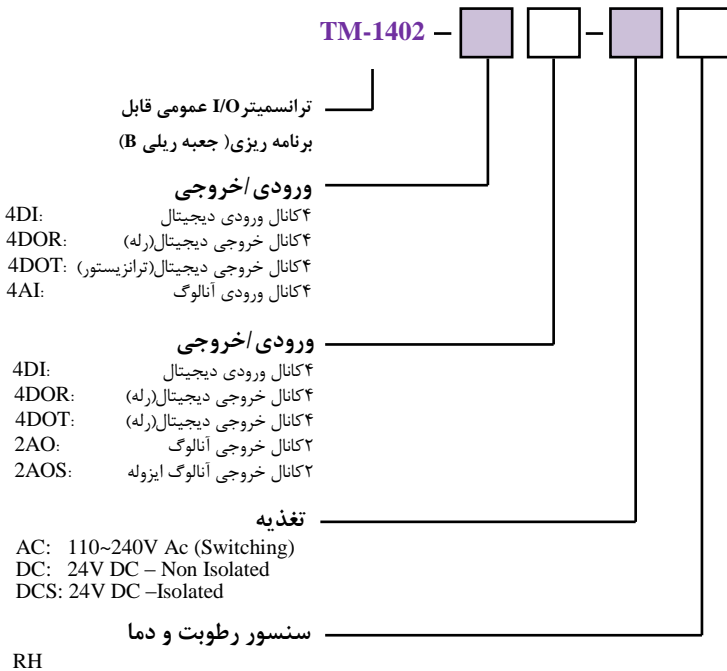 TM-1402 – –
ترانسمیتر I/O عمومی قابل
برنامه ریزی( جعبه ریلی B)
ورودی/خروجی
4DI: ۴کانال ورودی دیجیتال
4DOR: ۴کانال خروجی دیجیتال(رله)
4DOT: ۴کانال خروجی دیجیتال(ترانزیستور)
4AI: ۴کانال ورودی آنالوگ
ورودی/خروجی
4DI: ۴کانال ورودی دیجیتال
4DOR: ۴کانال خروجی دیجیتال(رله)
4DOT: ۴کانال خروجی دیجیتال(رله)
2AO: ۲کانال خروجی آنالوگ
2AOS: ۲کانال خروجی آنالوگ ایزوله
تغذیه
AC: 110~240V Ac (Switching)
DC: 24V DC – Non Isolated
DCS: 24V DC –Isolated
سنسور رطوبت و دما
RH